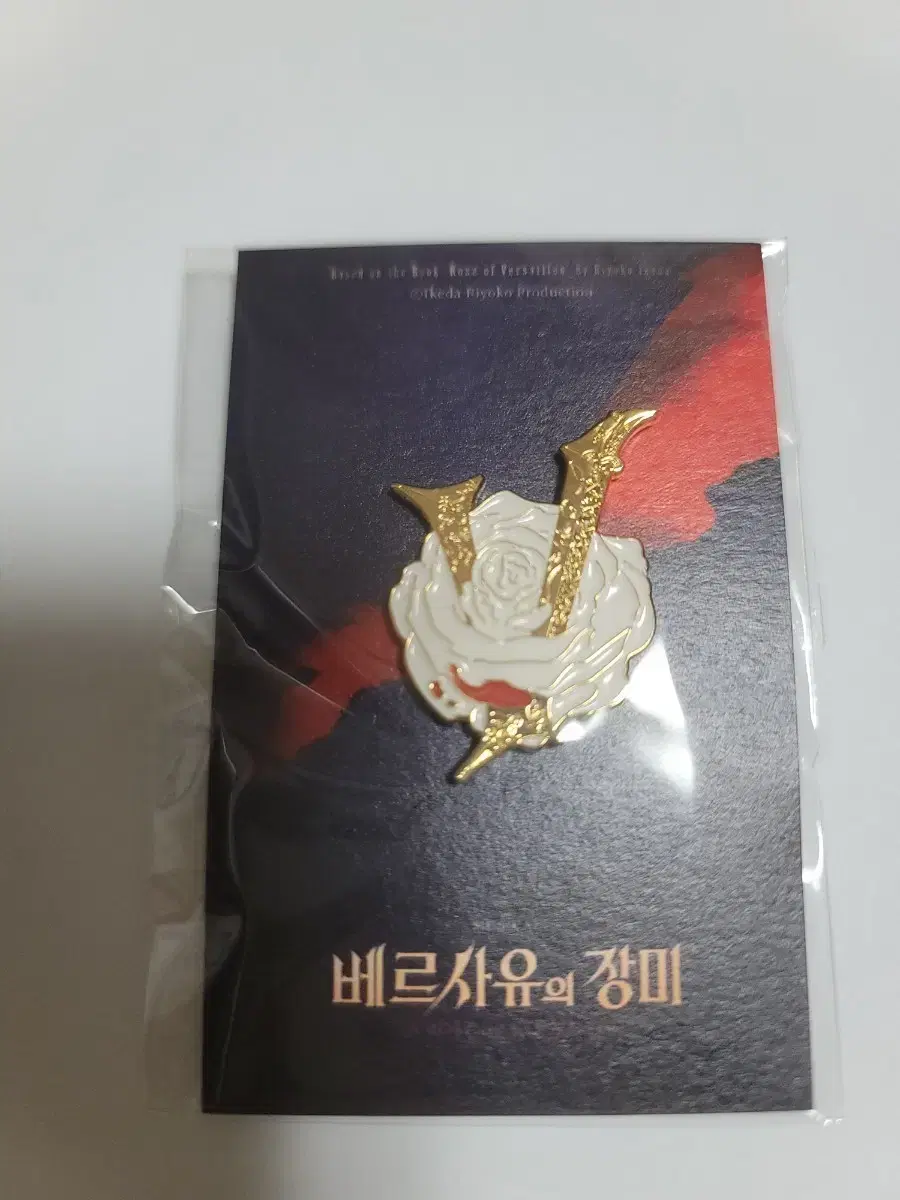 Based on the Book "Rose of Versailles" by Riyoko Ikeda
©Ikeda Riyoko Production
베르사유의 장미